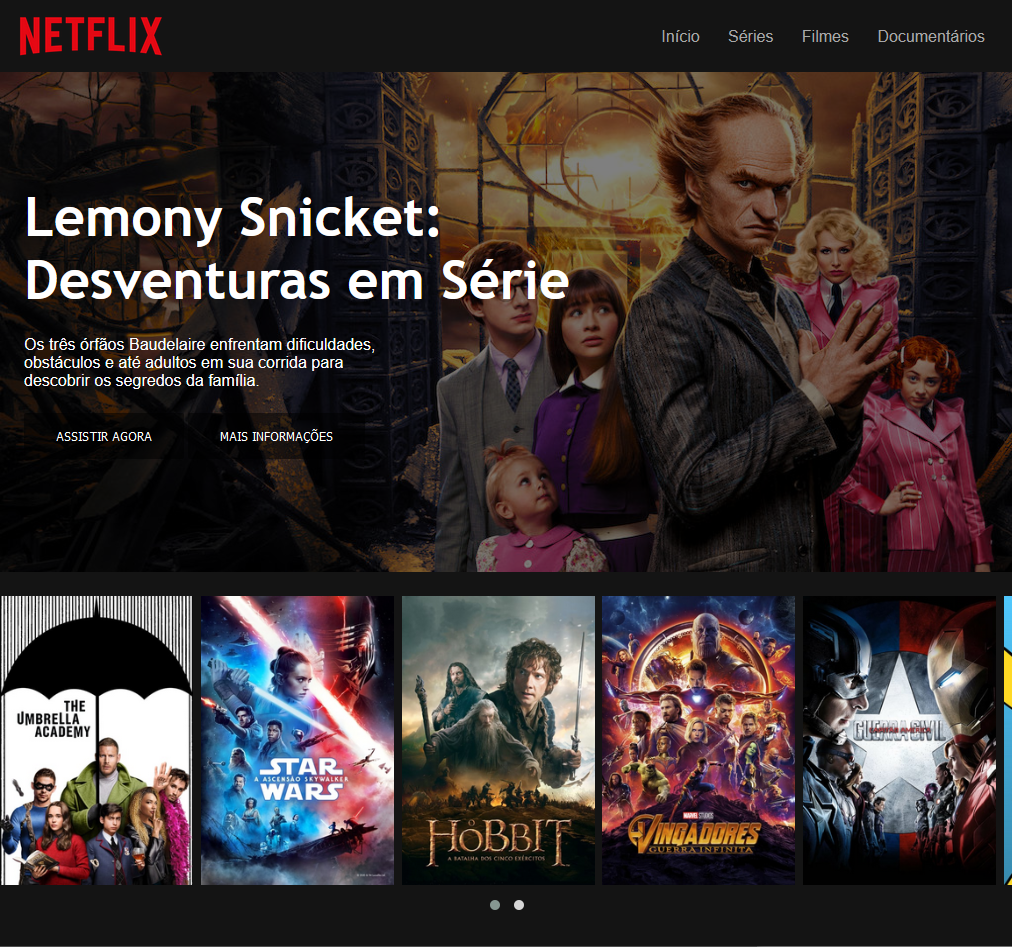 NETFLIX
Início Séries Filmes Documentários
Lemony Snicket:
Desventuras em Série
Os três órfãos Baudelaire enfrentam dificuldades,
obstáculos e até adultos em sua corrida para
descobrir os segredos da família.
ASSISTIR AGORA MAIS INFORMAÇÕES
THE
UMBRELLA
ACADEMY
STAR
A ASCENSÃO SKYWALKER
WARS
O
HOBBIT
A BATALHA DOS CINCO EXÉRCITOS
MARVEL STUDIOS
VINGADORES
GUERRA INFINITA
GUERRA CIVIL
CAPITÃO AMÉRICA